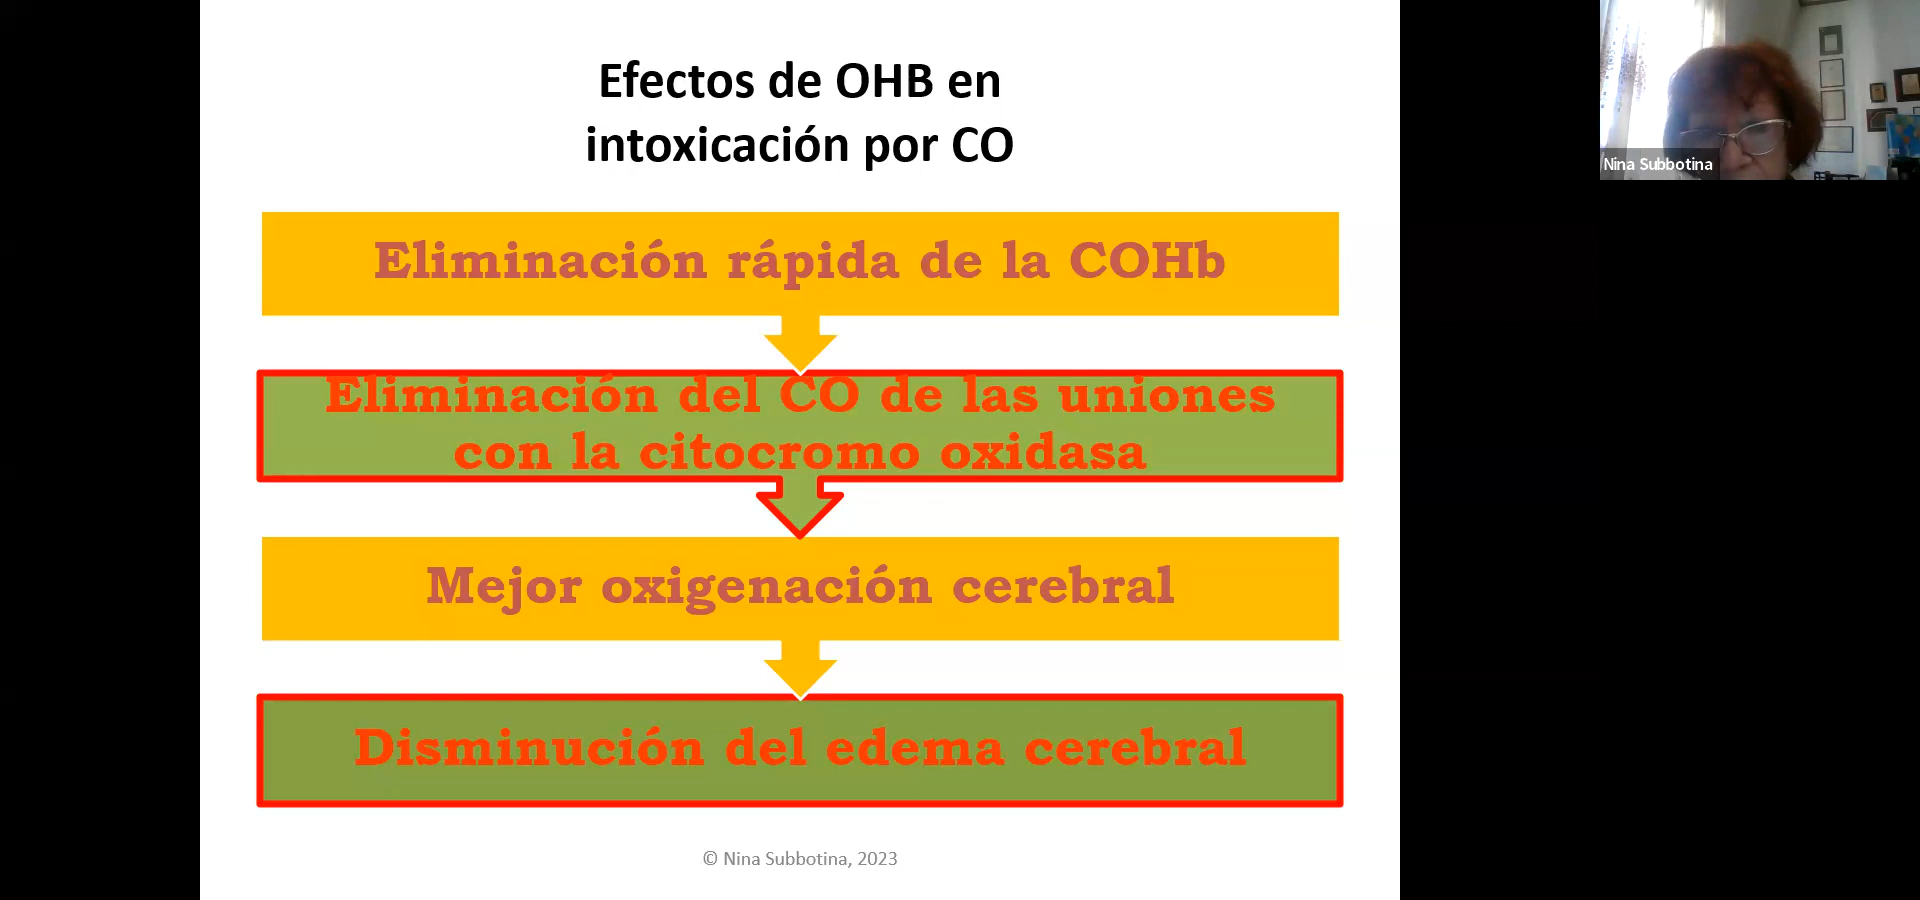 Efectos de OHB en
intoxicación por CO
Eliminación rápida de la COHb
Eliminación del CO de las uniones
con la citocromo oxidasa
Mejor oxigenación cerebral
Disminución del edema cerebral
© Nina Subbotina, 2023
Nina Subbotina